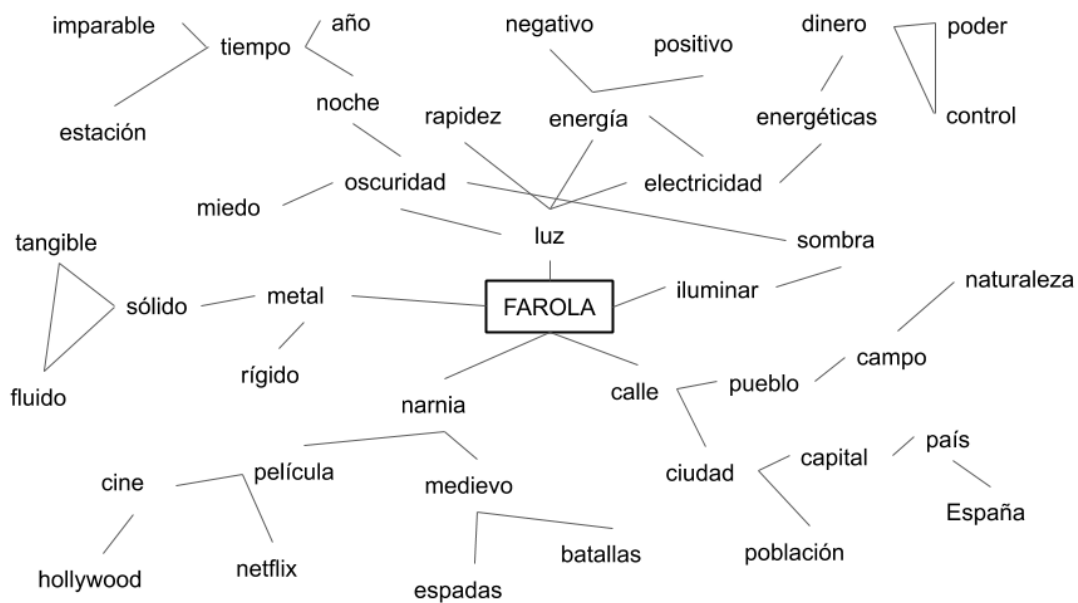 imparable
año
tiempo
negativo
positivo
dinero
poder
estación
noche
rapidez
energía
energéticas
control
miedo
oscuridad
electricidad
luz
sombra
tangible
sólido
metal
FAROLA
iluminar
naturaleza
fluido
rígido
narnia
calle
pueblo
campo
cine
película
medievo
ciudad
capital
país
España
hollywood
netflix
espadas
batallas
población